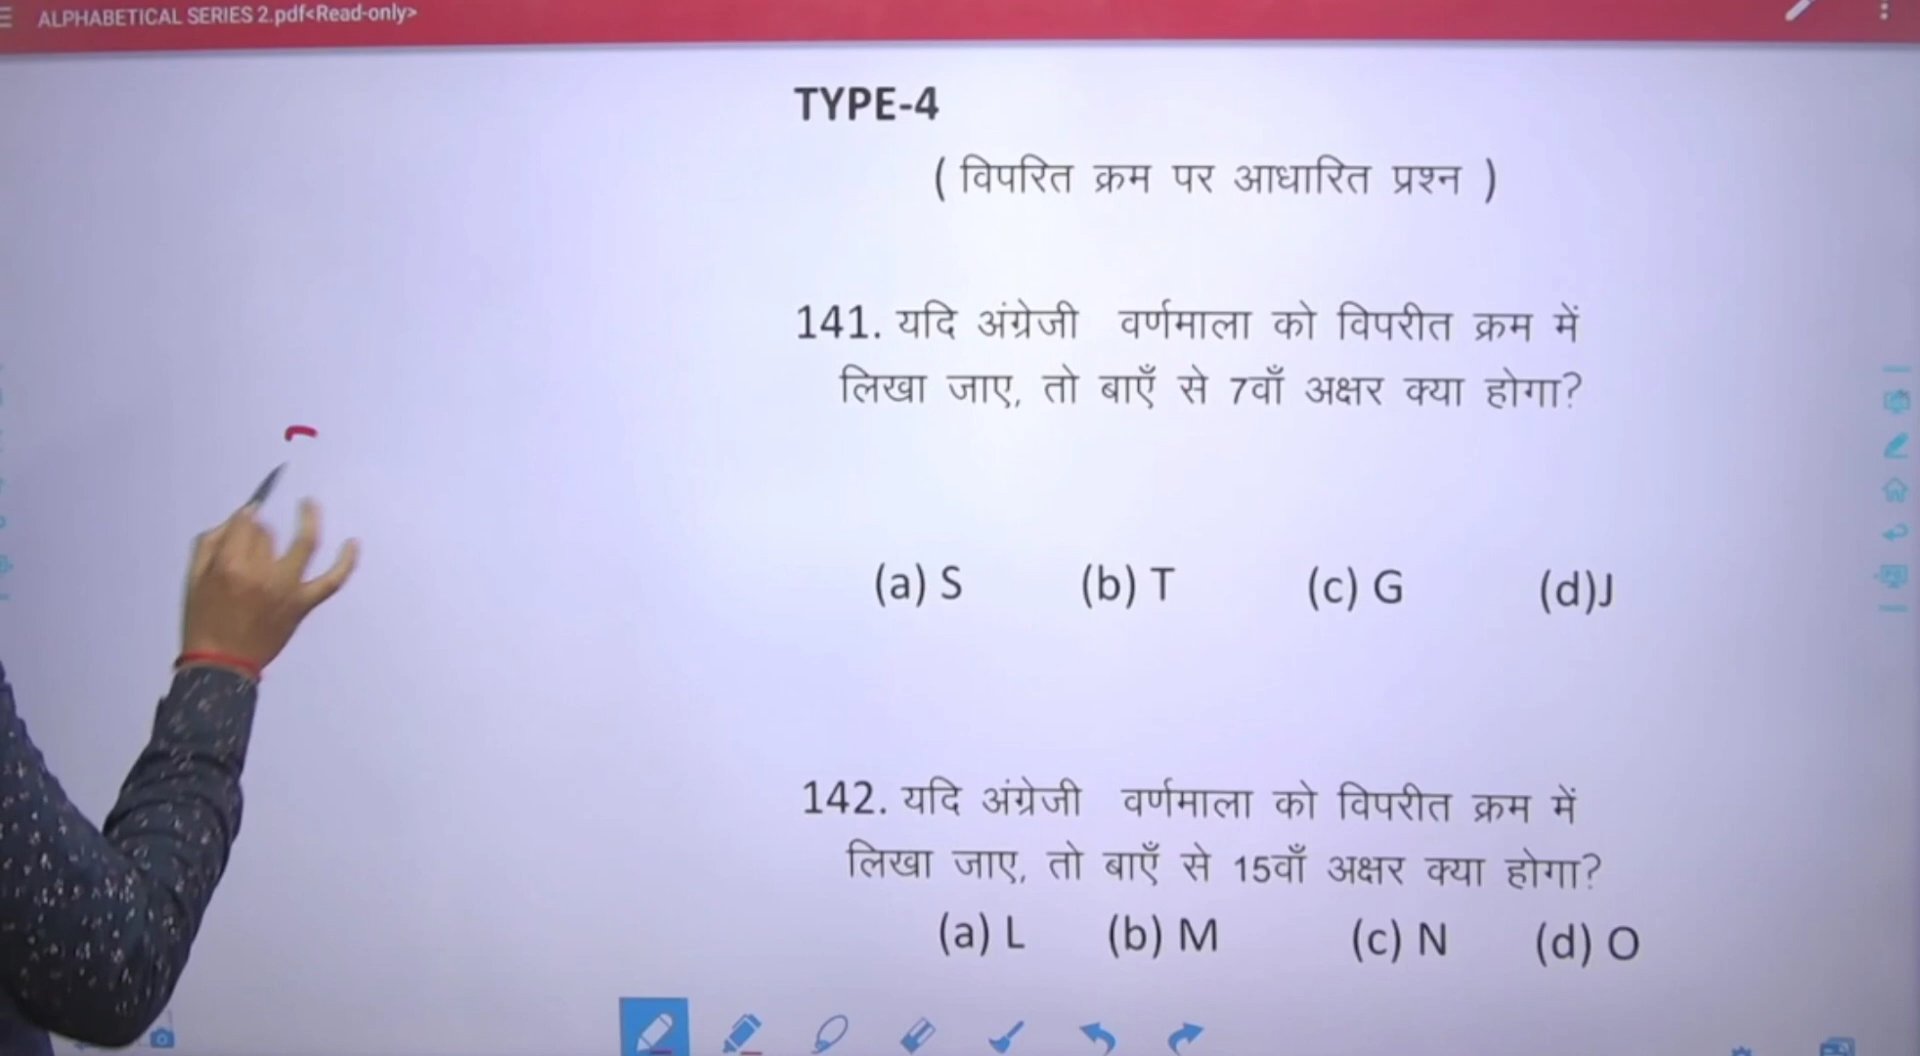 ALPHABETICAL SERIES 2.pdf<Read-only>
TYPE-4
( विपरित क्रम पर आधारित प्रश्न )
141. यदि अंग्रेजी वर्णमाला को विपरीत क्रम में
लिखा जाए, तो बाएँ से 7वाँ अक्षर क्या होगा?
(a) S (b) T (c) G (d)J
142. यदि अंग्रेजी वर्णमाला को विपरीत क्रम में
लिखा जाए, तो बाएँ से 15वाँ अक्षर क्या होगा?
(a) L (b) M (c) N (d) O